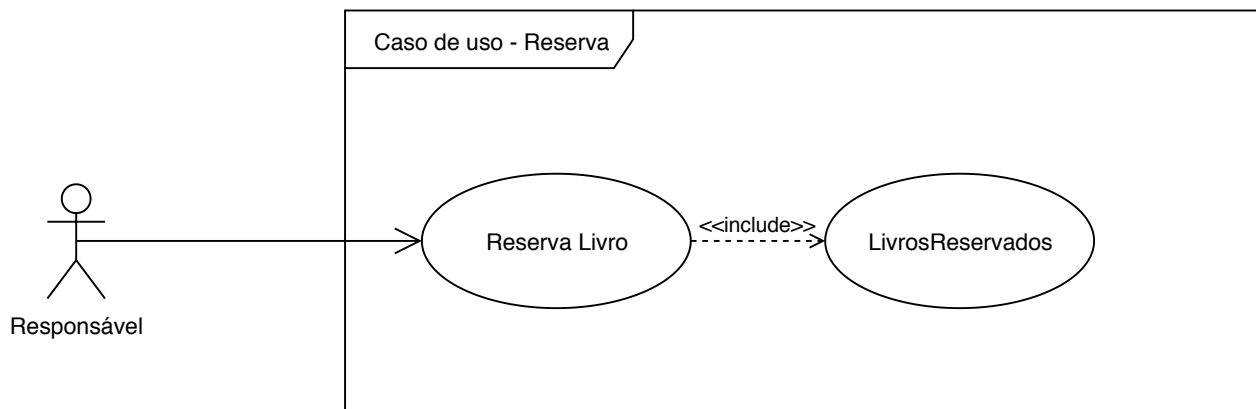 Caso de uso - Reserva
Reserva Livro
<<include>>
LivrosReservados
Responsável